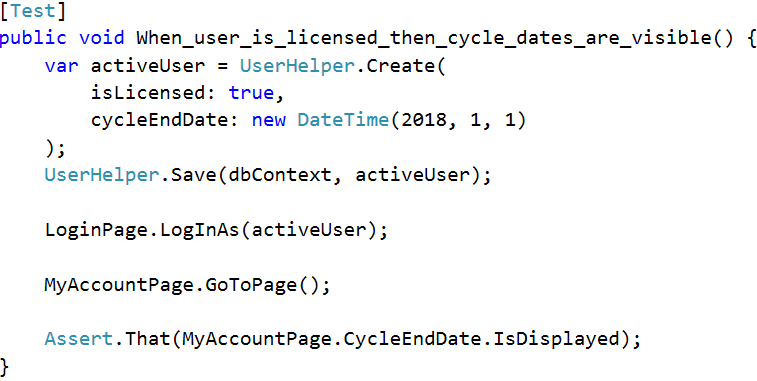 [Test]
public void When_user_is_licensed_then_cycle_dates_are_visible() {
    var activeUser = UserHelper.Create(
        isLicensed: true,
        cycleEndDate: new DateTime(2018, 1, 1)
    );
    UserHelper.Save(dbContext, activeUser);

    LoginPage.LogInAs(activeUser);

    MyAccountPage.GoToPage();

    Assert.That(MyAccountPage.CycleEndDate.IsDisplayed);
}